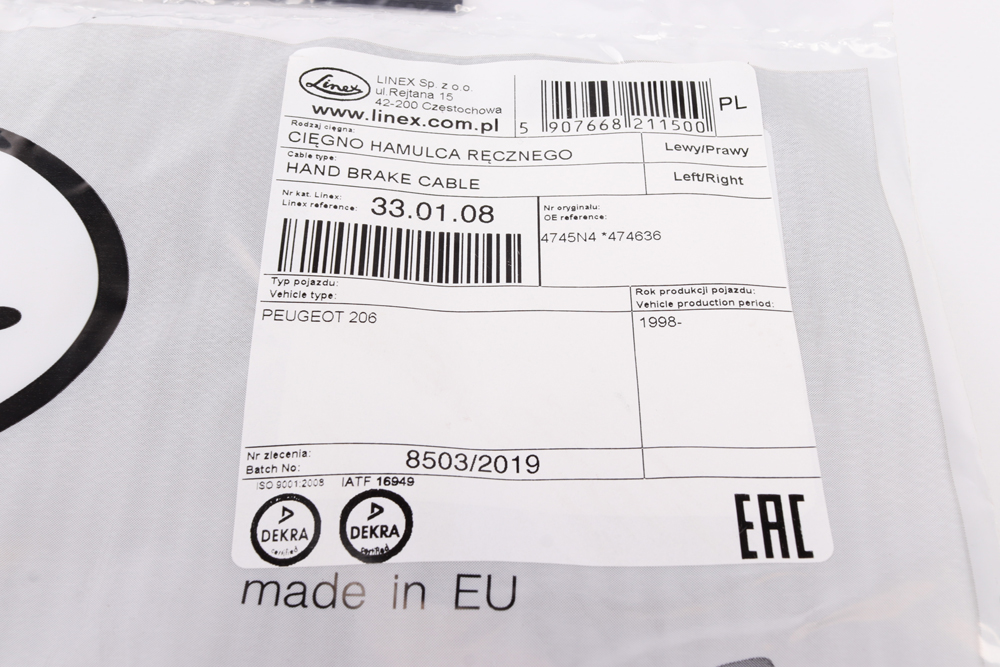 Linex
LINEX Sp. z o.o.
ul.Rejtana 15
42-200 Czestochowa
www.linex.com.pl
5 907668 211500
PL
Rodzaj cięgna:
CIĘGNO HAMULCA RĘCZNEGO
Lewy/Prawy
Cable type:
HAND BRAKE CABLE
Left/Right
Nr kat. Linex:
Linex reference:
33.01.08
Nr oryginału:
OE reference:
4745N4 *474636
Typ pojazdu:
Vehicle type:
Rok produkcji pojazdu:
Vehicle production period:
PEUGEOT 206
1998-
Nr zlecenia:
Batch No:
8503/2019
ISO 9001:2008
IATF 16949
DEKRA
certified
DEKRA
certified
EAC
made in EU